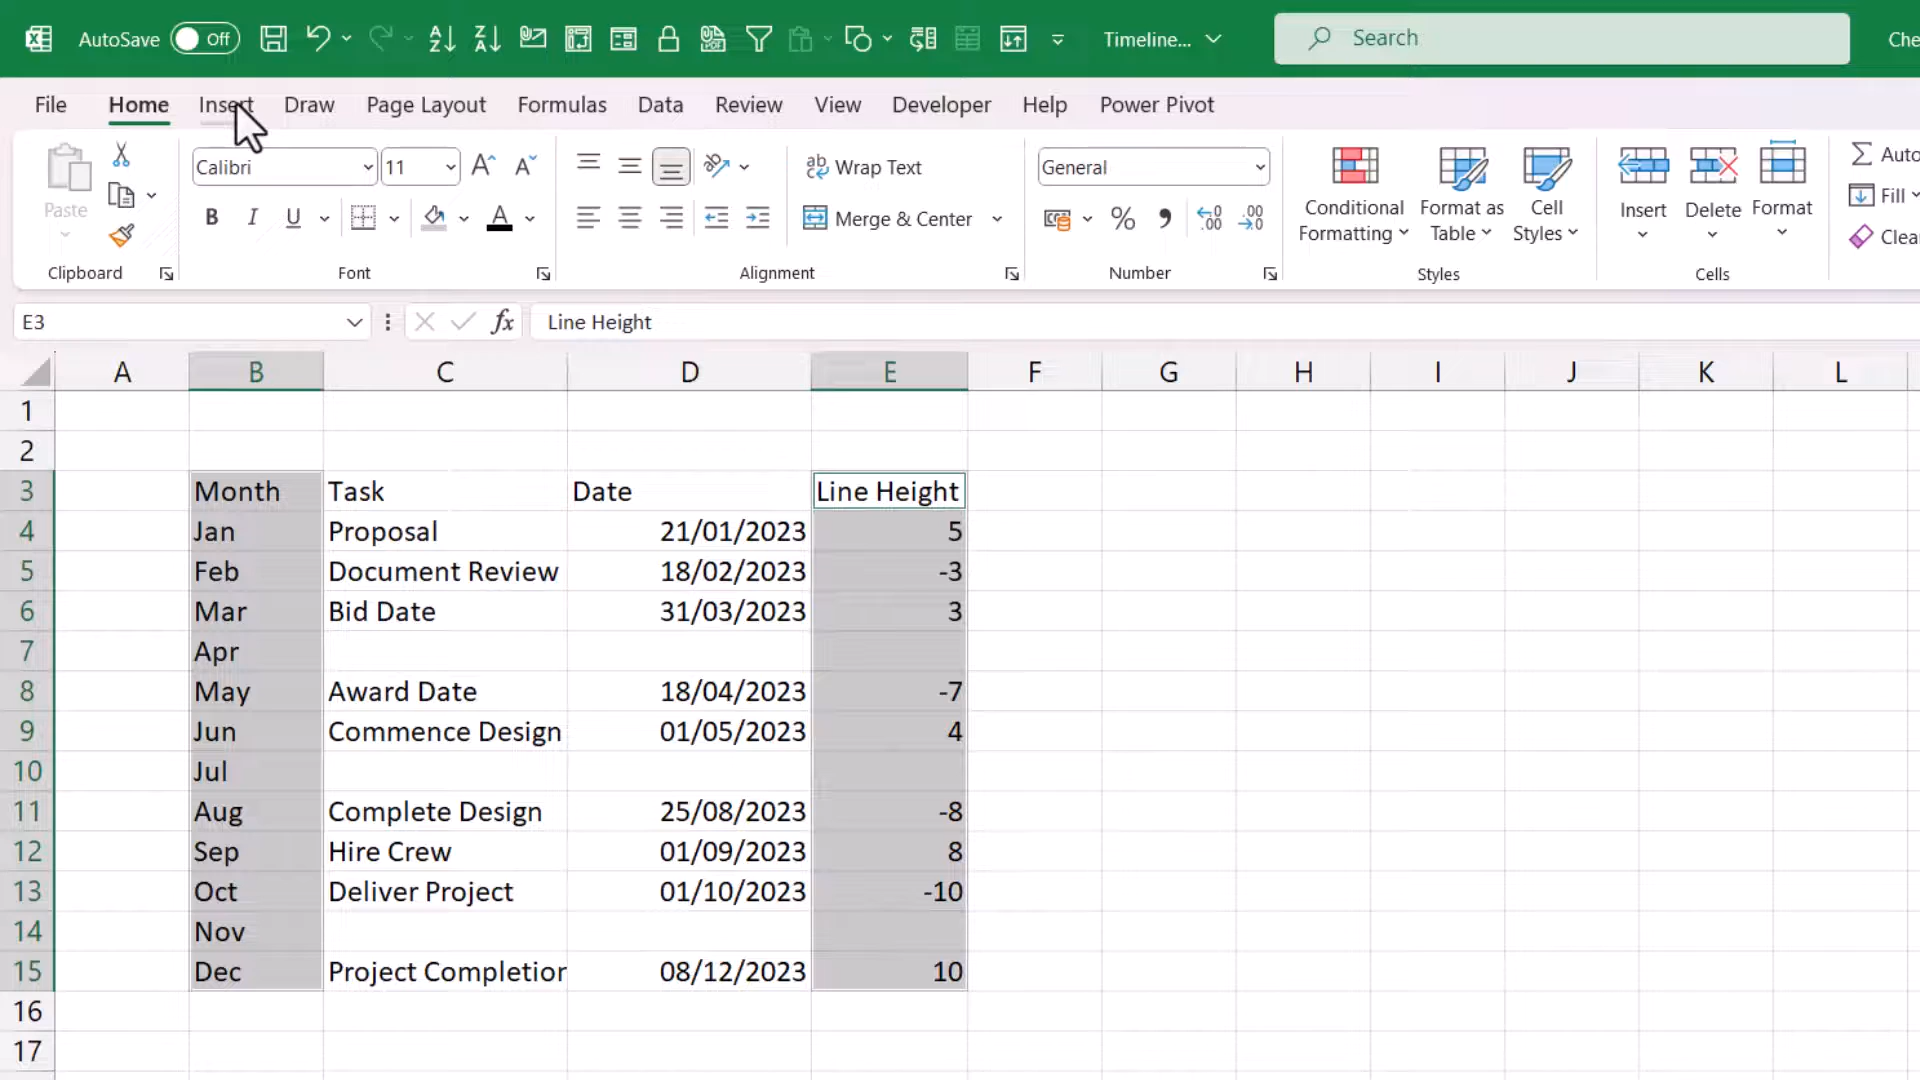 AutoSave Off Timeline... Search Che
File Home Insert Draw Page Layout Formulas Data Review View Developer Help Power Pivot
Paste Calibri 11 Wrap Text General Conditional Formatting Format as Table Cell Styles Insert Delete Format Auto
B I U A Merge & Center % Fill
Clea
Clipboard Font Alignment Number Styles Cells
E3 fx Line Height
A B C D E F G H I J K L
1
2
3 Month Task Date Line Height
4 Jan Proposal 21/01/2023 5
5 Feb Document Review 18/02/2023 -3
6 Mar Bid Date 31/03/2023 3
7 Apr
8 May Award Date 18/04/2023 -7
9 Jun Commence Design 01/05/2023 4
10 Jul
11 Aug Complete Design 25/08/2023 -8
12 Sep Hire Crew 01/09/2023 8
13 Oct Deliver Project 01/10/2023 -10
14 Nov
15 Dec Project Completior 08/12/2023 10
16
17